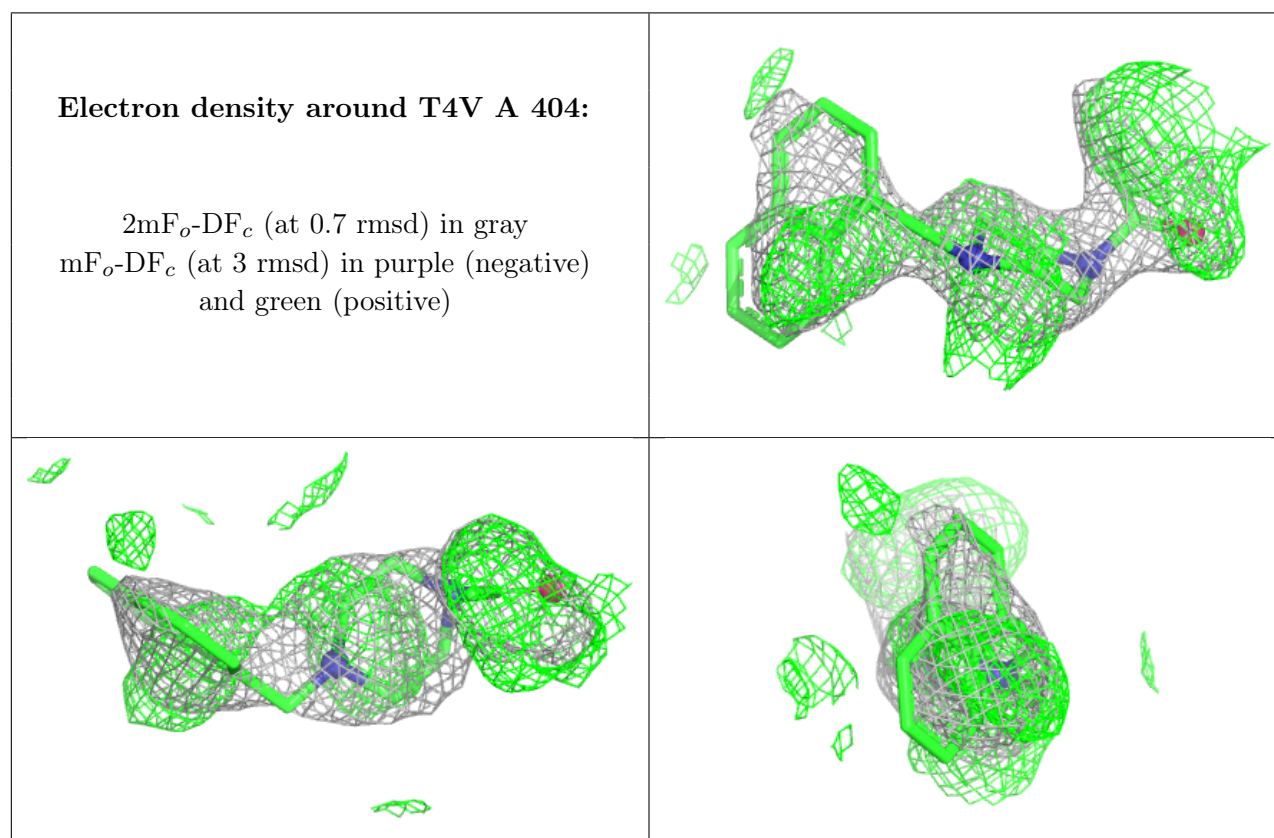 Electron density around T4V A 404:
2mFo-DFc (at 0.7 rmsd) in gray
mFo-DFc (at 3 rmsd) in purple (negative)
and green (positive)